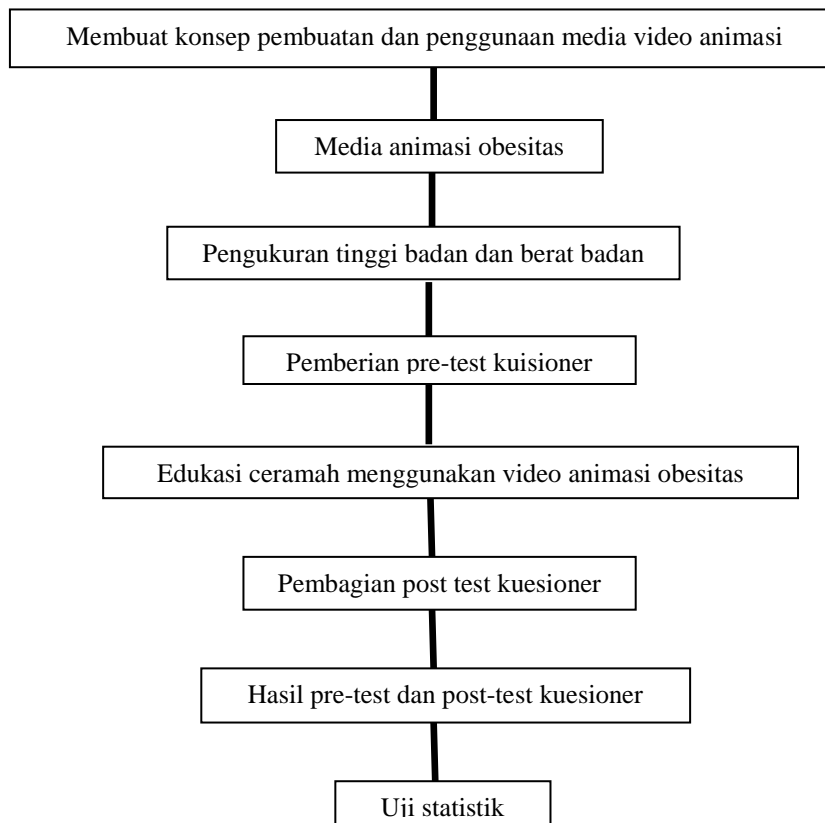 Membuat konsep pembuatan dan penggunaan media video animasi
Media animasi obesitas
Pengukuran tinggi badan dan berat badan
Pemberian pre-test kuisioner
Edukasi ceramah menggunakan video animasi obesitas
Pembagian post test kuesioner
Hasil pre-test dan post-test kuesioner
Uji statistik